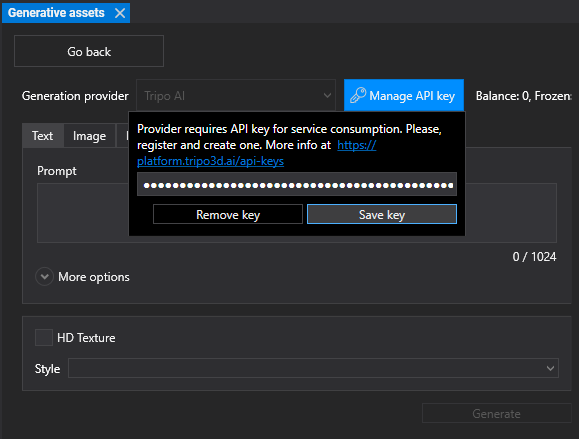 Generative assets
Go back
Generation provider
Tripo AI
Manage API key
Balance: 0, Frozen:
Provider requires API key for service consumption. Please,
register and create one. More info at https://
platform.tripo3d.ai/api-keys
Remove key
Save key
Text
Image
Prompt
0 / 1024
More options
HD Texture
Style
Generate